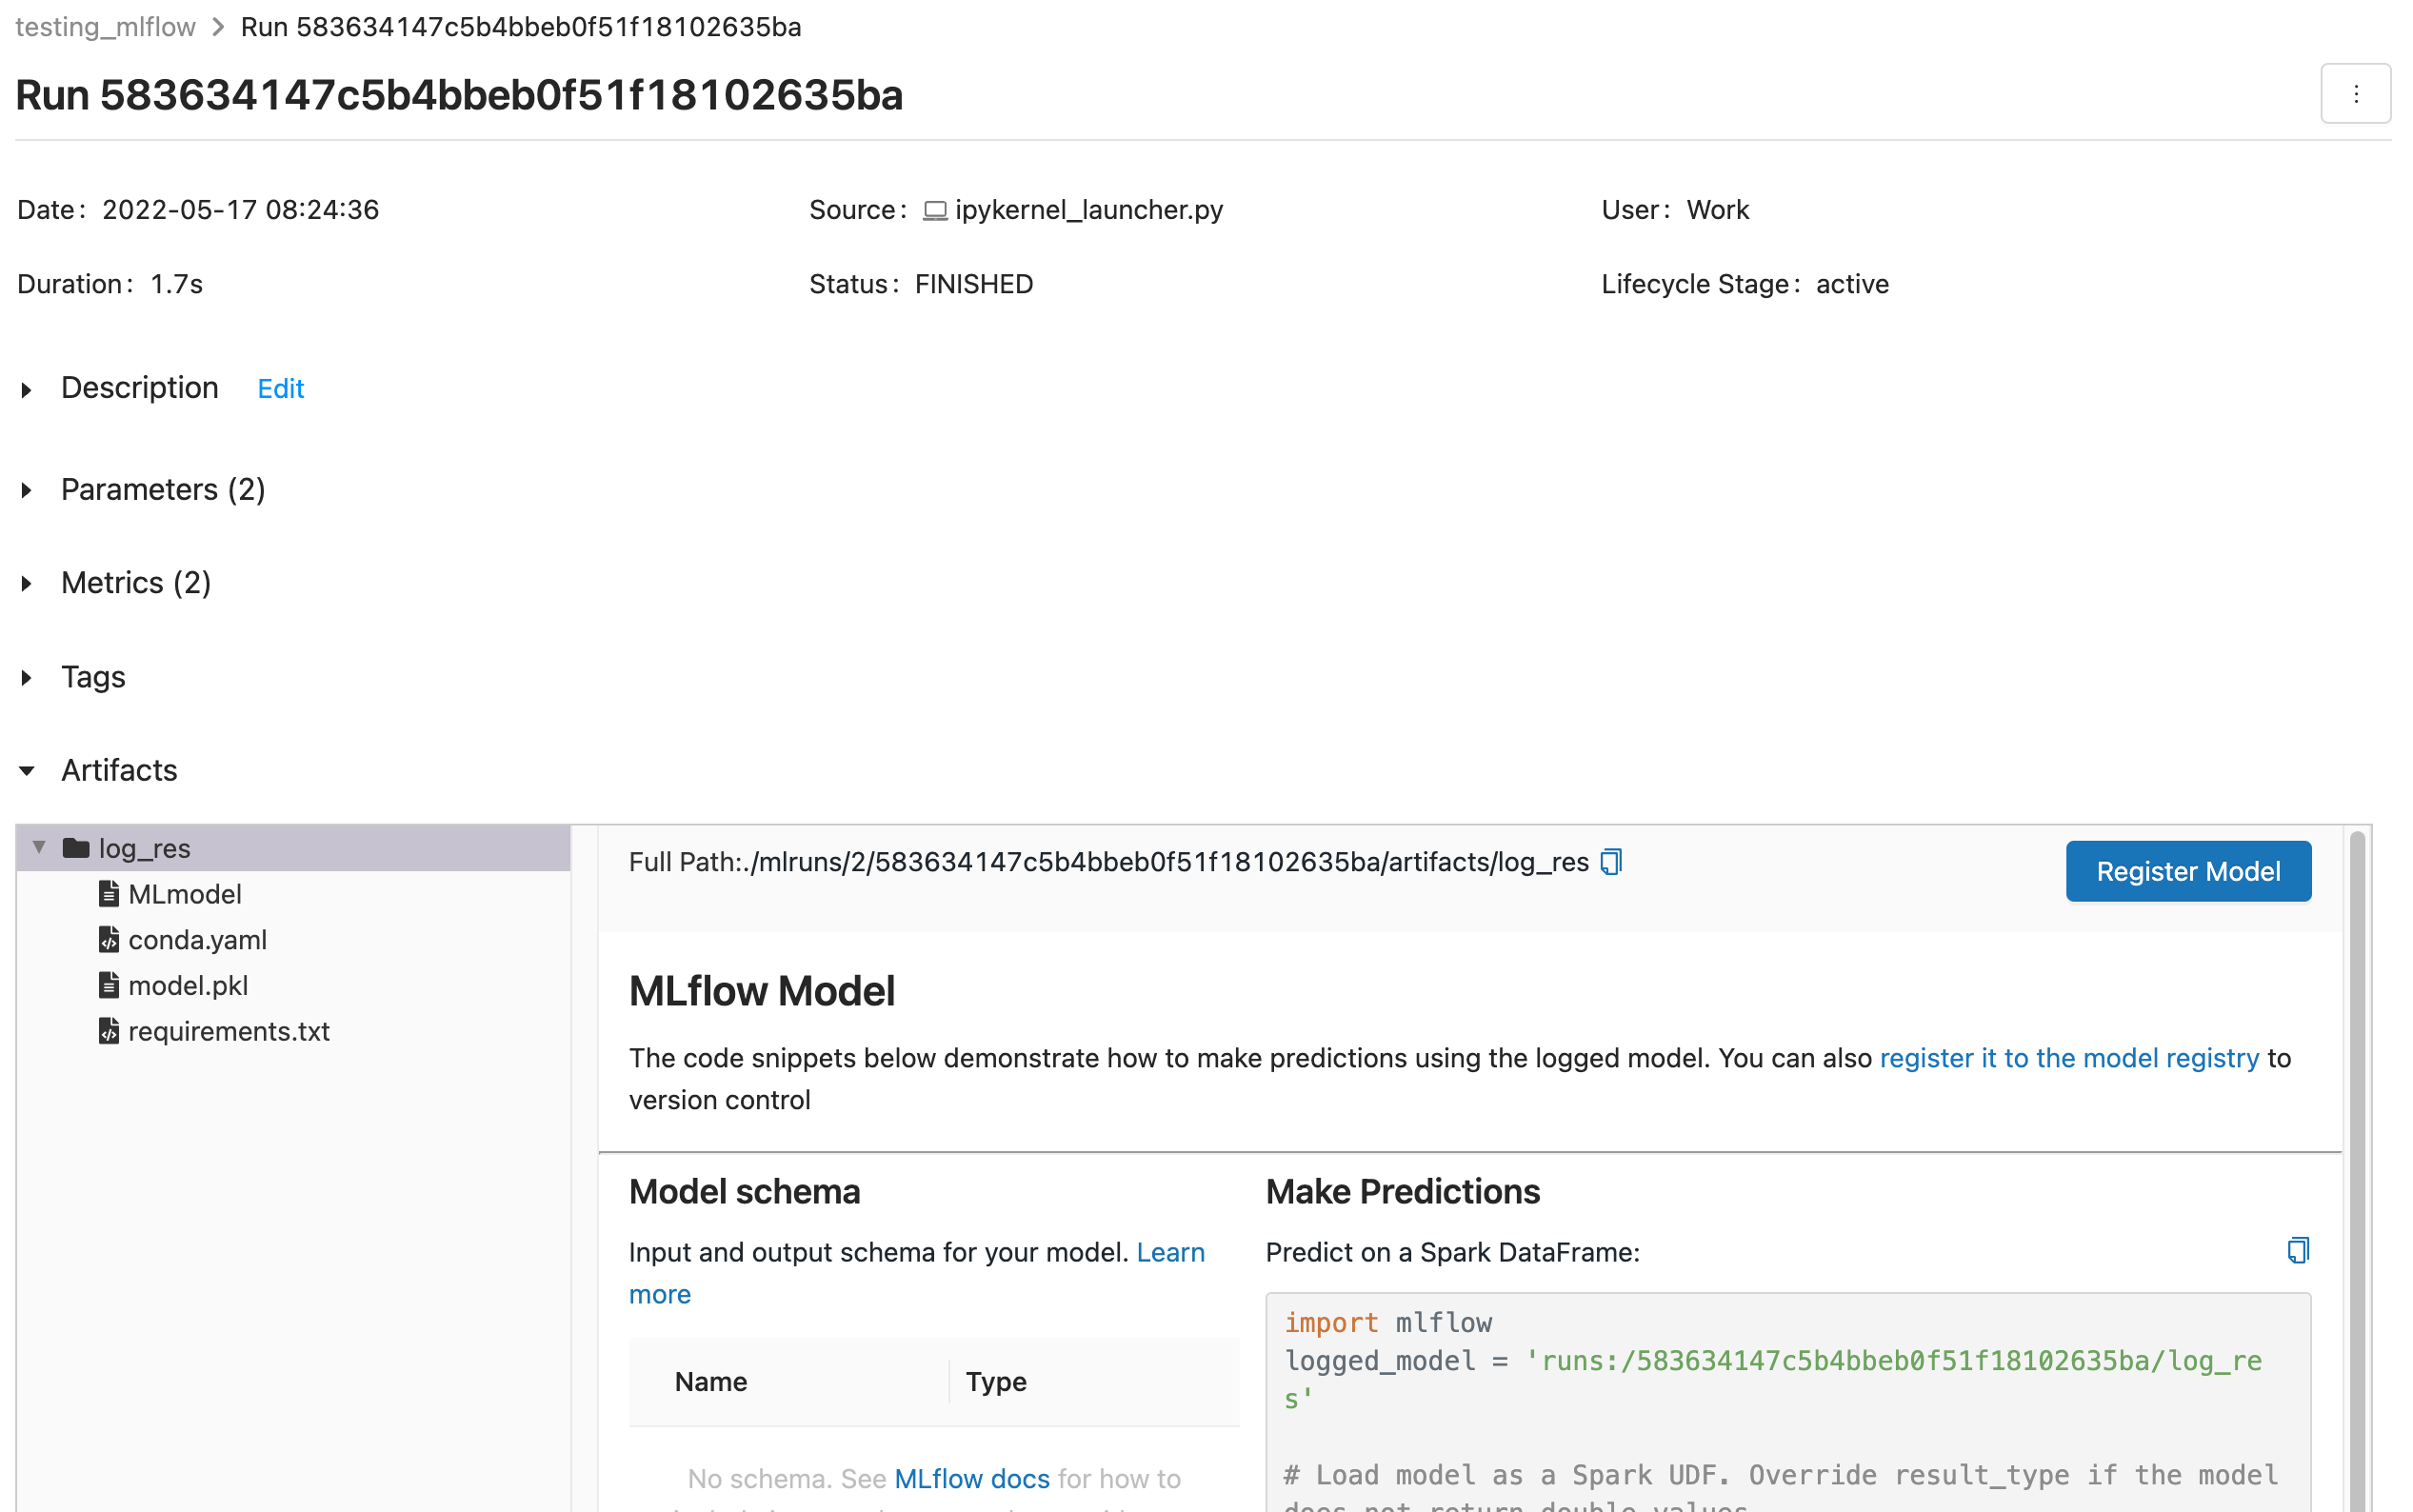 testing_mlflow > Run 583634147c5b4bbeb0f51f18102635ba
Run 583634147c5b4bbeb0f51f18102635ba
Date: 2022-05-17 08:24:36
Source: ipykernel_launcher.py
User: Work
Duration: 1.7s
Status: FINISHED
Lifecycle Stage: active
Description Edit
Parameters (2)
Metrics (2)
Tags
Artifacts
log_res
MLmodel
conda.yaml
model.pkl
requirements.txt
Full Path:./mlruns/2/583634147c5b4bbeb0f51f18102635ba/artifacts/log_res
Register Model
MLflow Model
The code snippets below demonstrate how to make predictions using the logged model. You can also register it to the model registry to
version control
Model schema
Input and output schema for your model. Learn
more
Name Type
No schema. See MLflow docs for how to
Make Predictions
Predict on a Spark DataFrame:
import mlflow
logged_model = 'runs:/583634147c5b4bbeb0f51f18102635ba/log_re
s'
# Load model as a Spark UDF. Override result_type if the model
does not return double values.